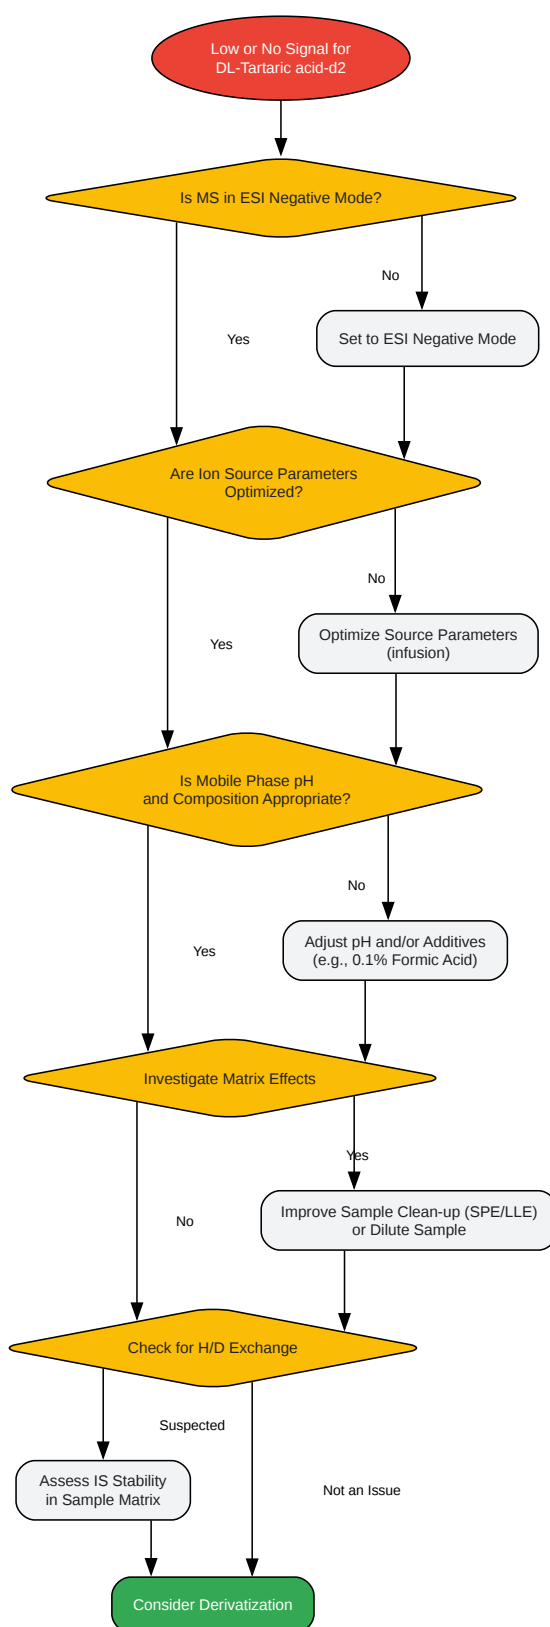 Low or No Signal for
DL-Tartaric acid-d2
Is MS in ESI Negative Mode?
No
Set to ESI Negative Mode
Yes
Are Ion Source Parameters
Optimized?
No
Optimize Source Parameters
(infusion)
Yes
Is Mobile Phase pH
and Composition Appropriate?
No
Adjust pH and/or Additives
(e.g., 0.1% Formic Acid)
Yes
Investigate Matrix Effects
Yes
Improve Sample Clean-up (SPE/LLE)
or Dilute Sample
No
Check for H/D Exchange
Suspected
Assess IS Stability
in Sample Matrix
Not an Issue
Consider Derivatization